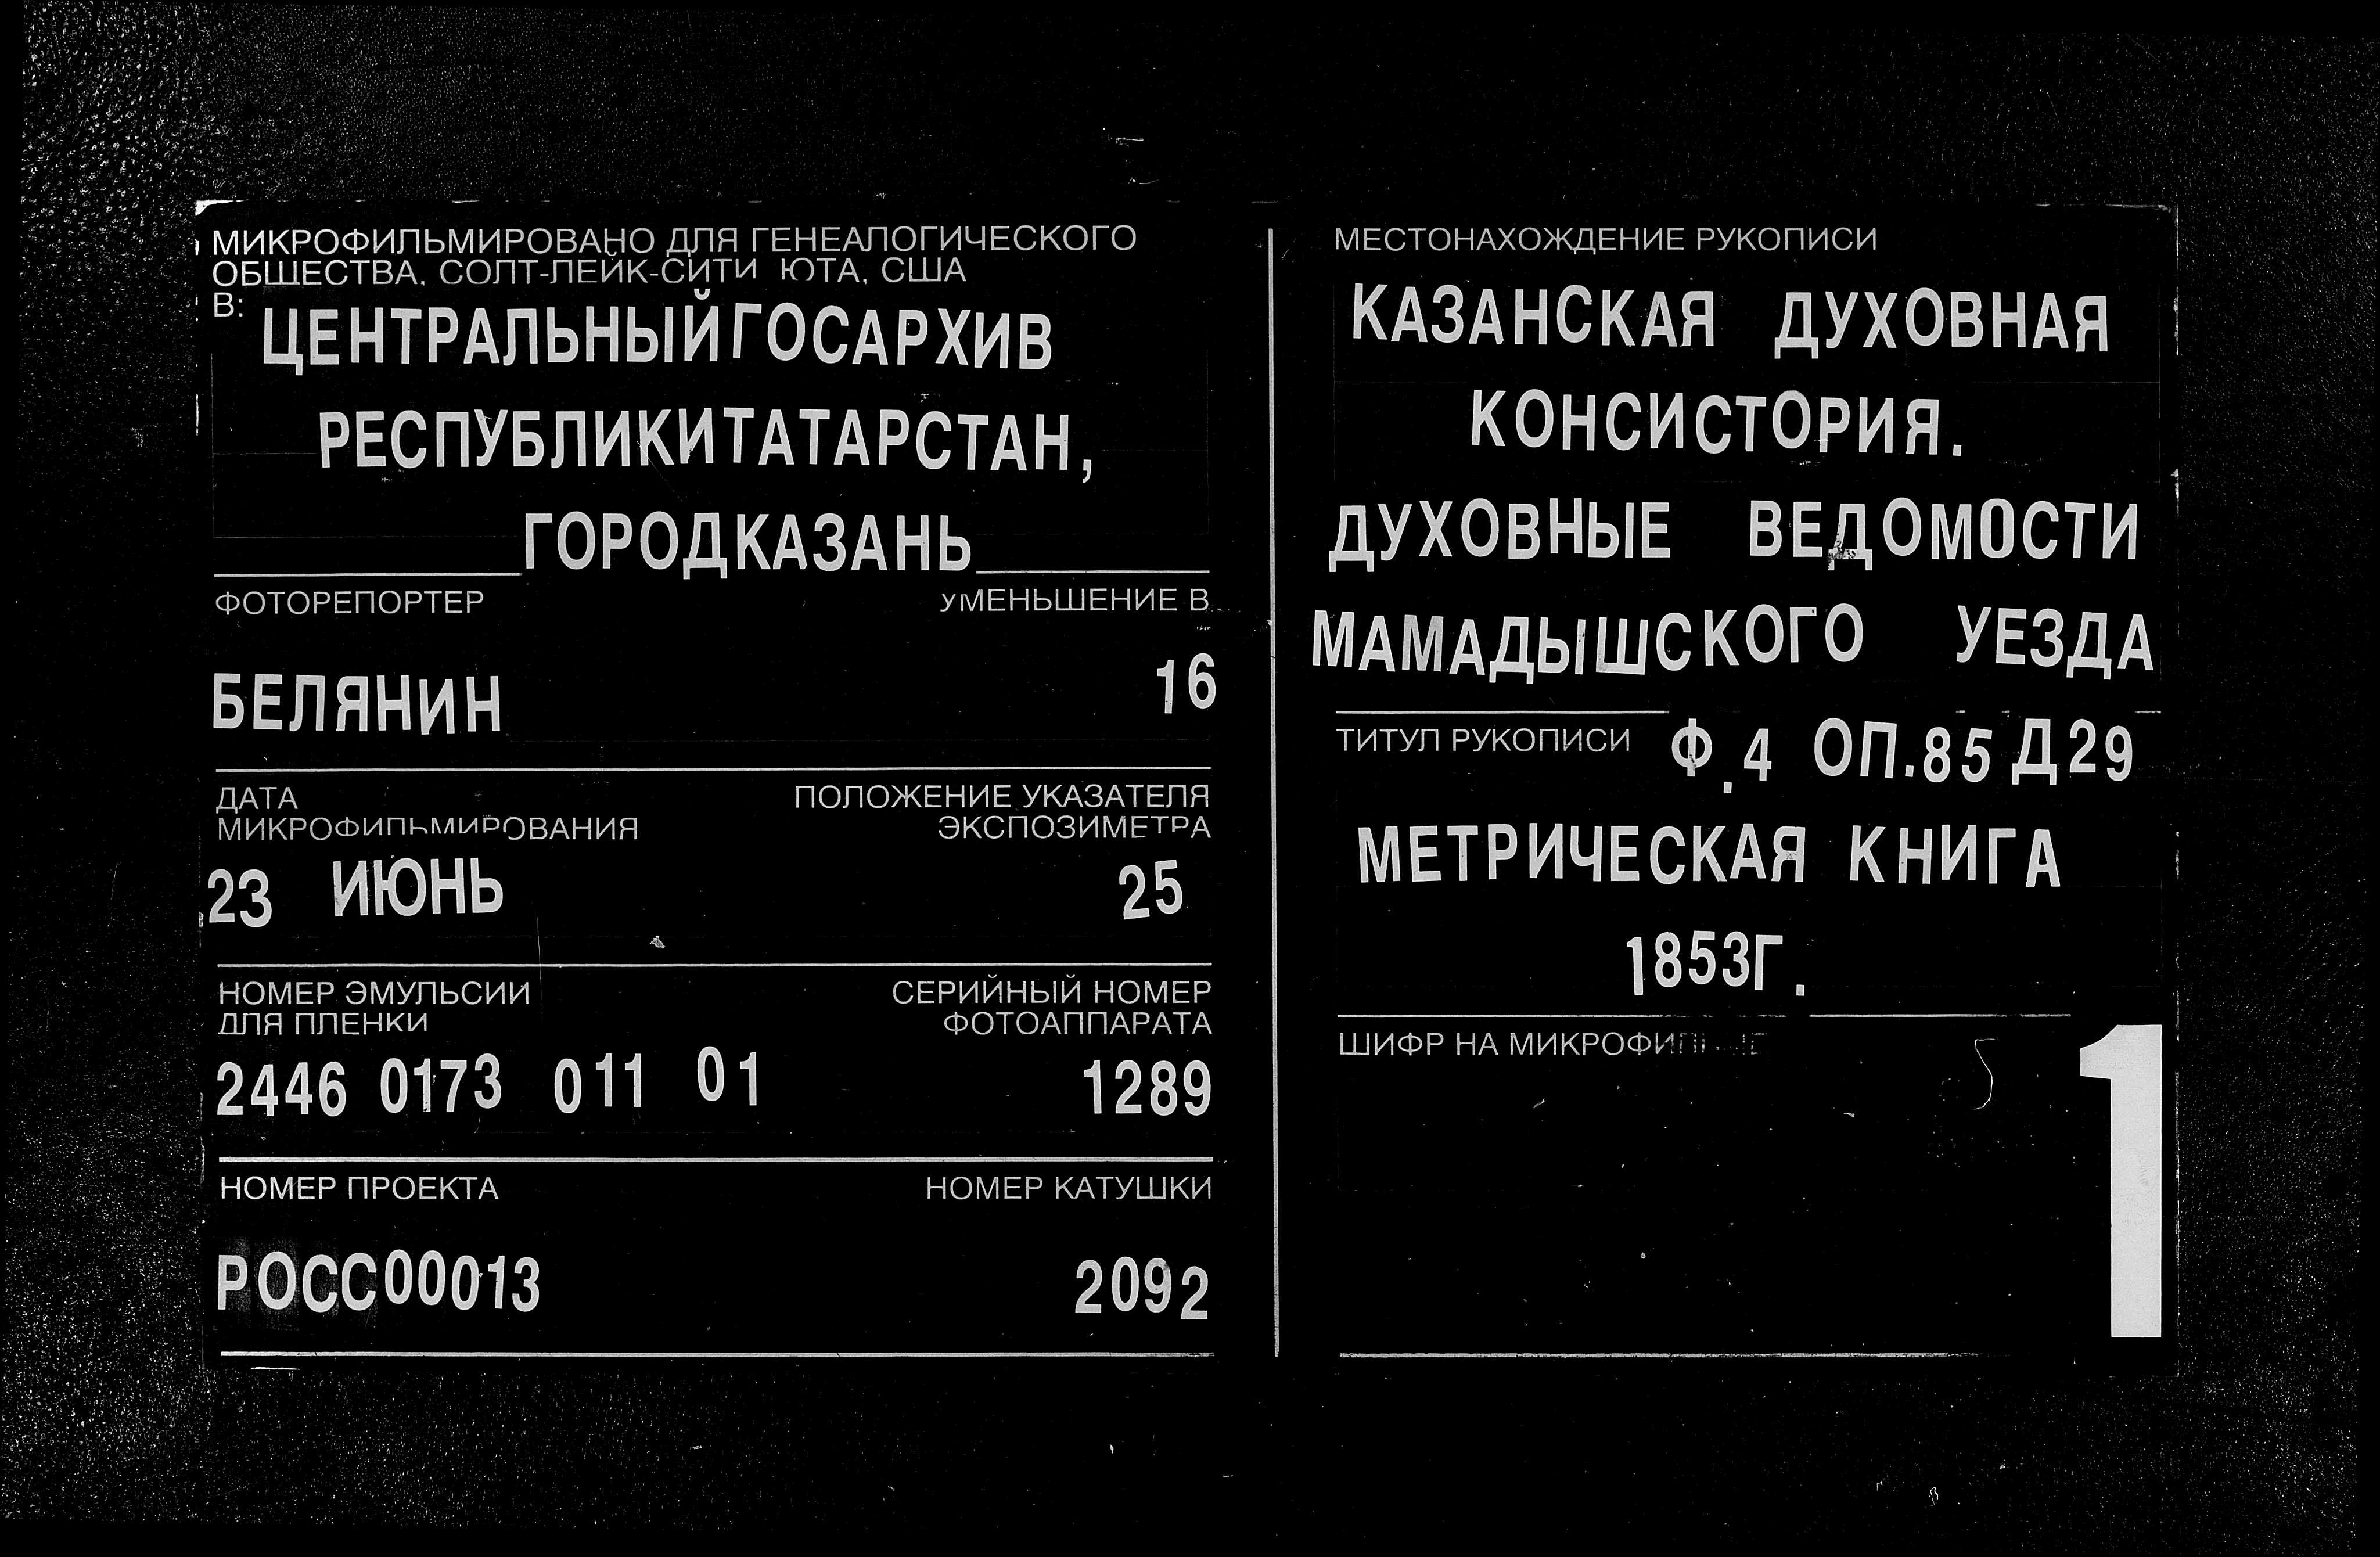 МИКРОФИЛЬМИРОВАНО ДЛЯ ГЕНЕАЛОГИЧЕСКОГО
ОБЩЕСТВА, СОЛТ-ЛЕЙК-СИТИ ЮТА, США
В:
ЦЕНТРАЛЬНЫЙ ГОСАРХИВ
РЕСПУБЛИКИ ТАТАРСТАН,
ГОРОД КАЗАНЬ
ФОТОРЕПОРТЕР
УМЕНЬШЕНИЕ В
БЕЛЯНИН
16
ДАТА
МИКРОФИЛЬМИРОВАНИЯ
ПОЛОЖЕНИЕ УКАЗАТЕЛЯ
ЭКСПОЗИМЕТРА
23 ИЮНЬ
25
НОМЕР ЭМУЛЬСИИ
ДЛЯ ПЛЕНКИ
СЕРИЙНЫЙ НОМЕР
ФОТОАППАРАТА
2446 0173 011 01
1289
НОМЕР ПРОЕКТА
НОМЕР КАТУШКИ
РОСС00013
2092
МЕСТОНАХОЖДЕНИЕ РУКОПИСИ
КАЗАНСКАЯ ДУХОВНАЯ
КОНСИСТОРИЯ.
ДУХОВНЫЕ ВЕДОМОСТИ
МАМАДЫШСКОГО УЕЗДА
ТИТУЛ РУКОПИСИ Ф.4 ОП.85 Д29
МЕТРИЧЕСКАЯ КНИГА
1853Г.
ШИФР НА
1